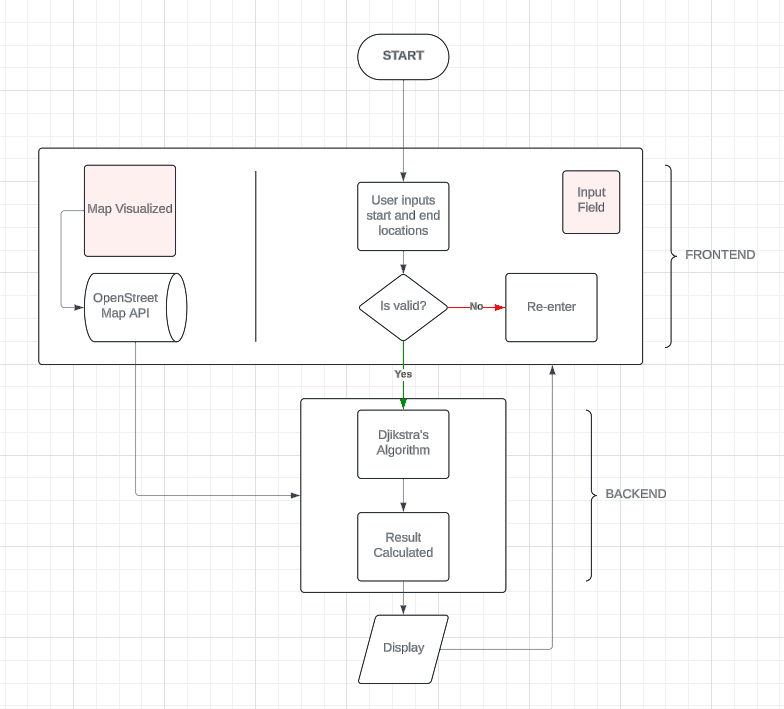 START
Map Visualized
User inputs
start and end
locations
Input
Field
FRONTEND
OpenStreet
Map API
Is valid?
No
Re-enter
Yes
Djikstra's
Algorithm
BACKEND
Result
Calculated
Display